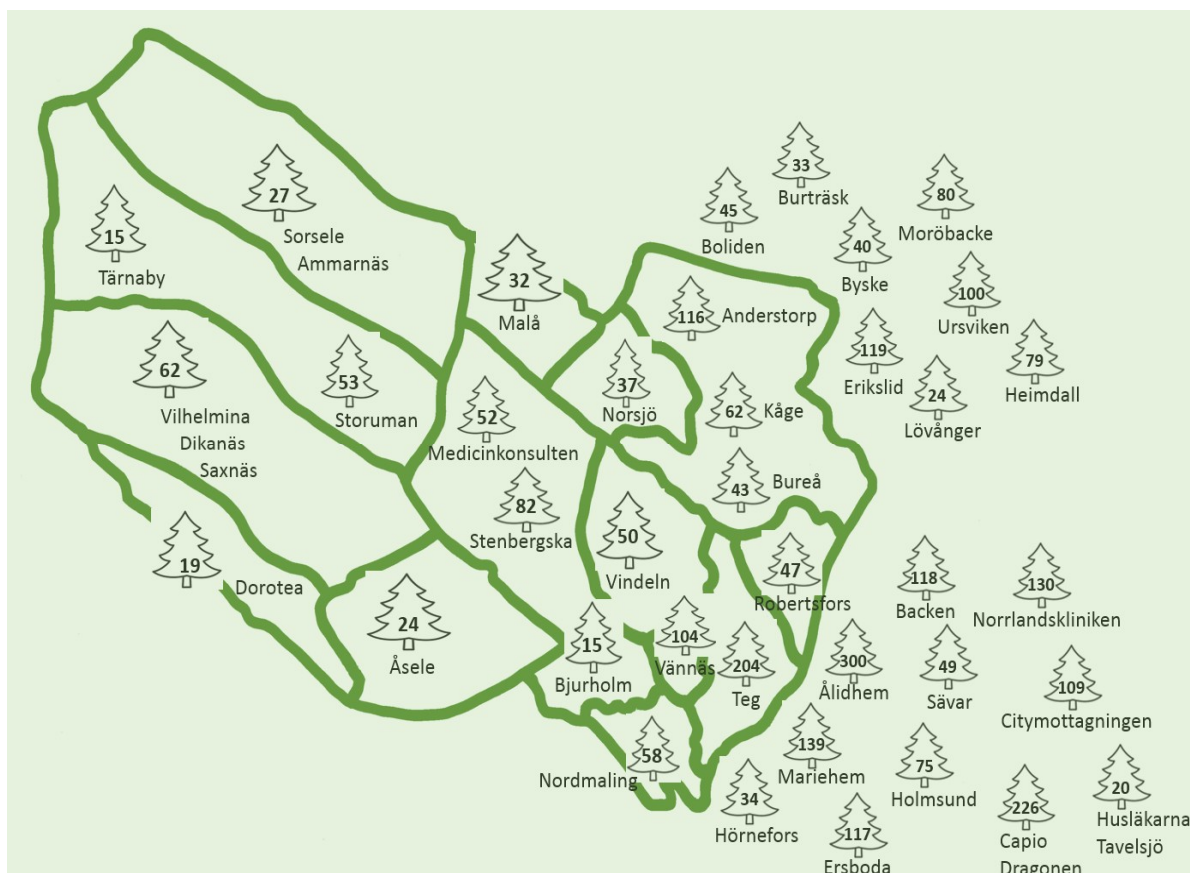 27
Sorsele
Ammarnäs
15
Tärnaby
32
Malå
33
Burträsk
45
Boliden
80
Moröbacke
40
Byske
100
Ursviken
116
Anderstorp
119
Erikslid
79
Heimdall
24
Lövånger
62
Vilhelmina
Dikanäs
Saxnäs
53
Storuman
52
Medicinkonsulten
37
Norsjö
62
Kåge
43
Bureå
82
Stenbergska
50
Vindeln
47
Robertsfors
19
Dorotea
24
Åsele
15
Bjurholm
104
Vännäs
204
Teg
118
Backen
130
Norrlandskliniken
300
Ålidhem
49
Sävar
109
Citymottagningen
58
Nordmaling
139
Mariehem
75
Holmsund
34
Hörnefors
117
Ersboda
226
Capio
Dragonen
20
Husläkarna
Tavelsjö